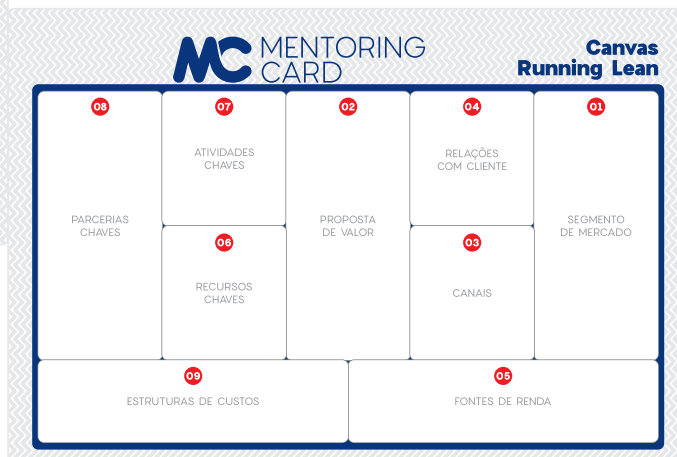 MC MENTORING
CARD
Canvas
Running Lean
08
PARCERIAS
CHAVES
07
ATIVIDADES
CHAVES
06
RECURSOS
CHAVES
02
PROPOSTA
DE VALOR
04
RELAÇÕES
COM CLIENTE
03
CANAIS
01
SEGMENTO
DE MERCADO
09
ESTRUTURAS DE CUSTOS
05
FONTES DE RENDA